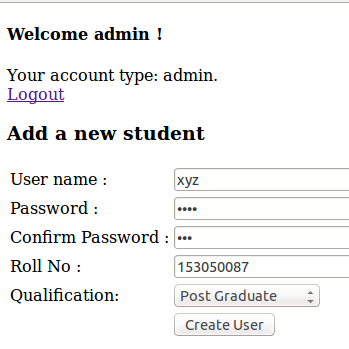 Welcome admin !
Your account type: admin.
Logout
Add a new student
User name : xyz
Password : ••••
Confirm Password : •••
Roll No : 153050087
Qualification: Post Graduate
Create User